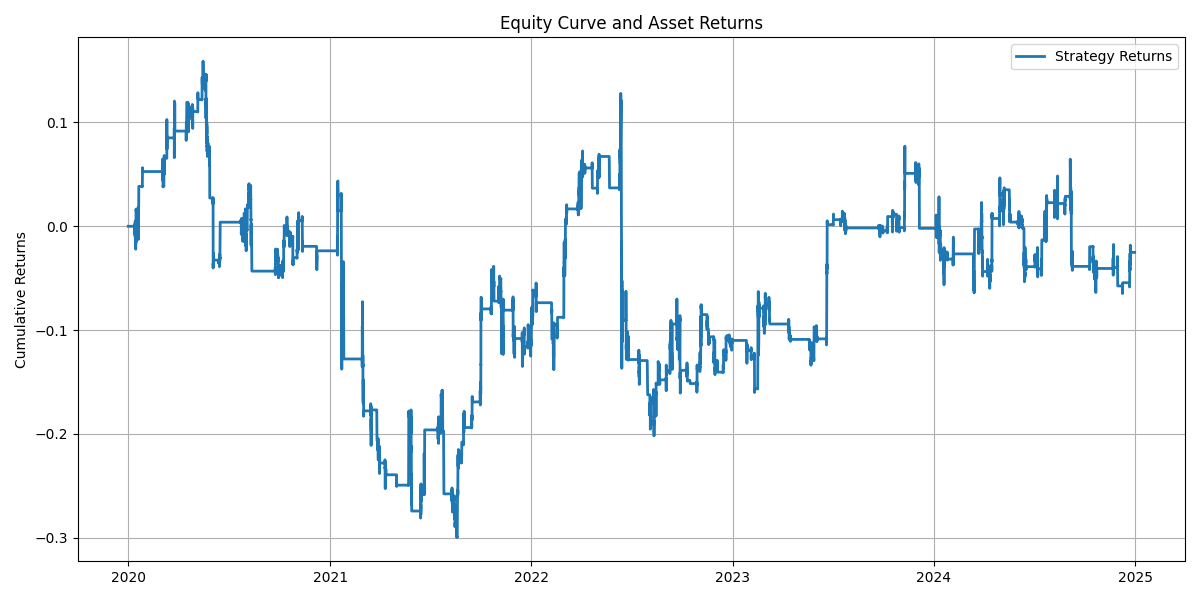 Equity Curve and Asset Returns
Strategy Returns
Cumulative Returns
0.1
0.0
−0.1
−0.2
−0.3
2020 2021 2022 2023 2024 2025